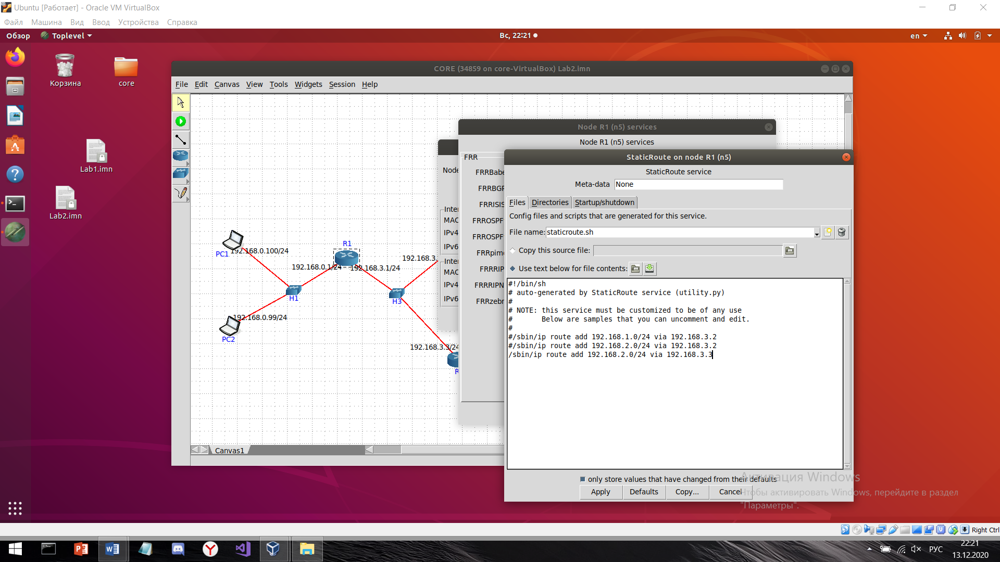 Ubuntu [Работает] - Oracle VM VirtualBox
Файл Машина Вид Ввод Устройства Справка
Обзор Toplevel Вс, 22:21 en
Корзина
core
Lab1.imn
Lab2.imn
CORE (34859 on core-VirtualBox) Lab2.imn
File Edit Canvas View Tools Widgets Session Help
PC1
192.168.0.100/24
R1
192.168.0.1/24
192.168.3.1/24
192.168.3.
H1
H3
192.168.0.99/24
PC2
192.168.3.3/24
R
Canvas1
Node
Inter
MAC
IPv4
IPv6
Inter
MAC
IPv4
IPv6
Node R1 (n5) services
Node R1 (n5) services
FRR
FRRBabe
FRRBGP
FRRISIS
FRROSPF
FRROSPF
FRRpim
FRRRIP
FRRRIPN
FRRzebr
StaticRoute on node R1 (n5)
StaticRoute service
Meta-data None
Files Directories Startup/shutdown
Config files and scripts that are generated for this service.
File name: staticroute.sh
Copy this source file:
Use text below for file contents:
#!/bin/sh
# auto-generated by StaticRoute service (utility.py)
#
# NOTE: this service must be customized to be of any use
#       Below are samples that you can uncomment and edit.
#
#/sbin/ip route add 192.168.1.0/24 via 192.168.3.2
#/sbin/ip route add 192.168.2.0/24 via 192.168.3.2
/sbin/ip route add 192.168.2.0/24 via 192.168.3.3
only store values that have changed from their defaults
Apply Defaults Copy... Cancel
Активация Windows
Чтобы активировать Windows, перейдите в раздел
"Параметры".
Right Ctrl
РУС
22:21
13.12.2020